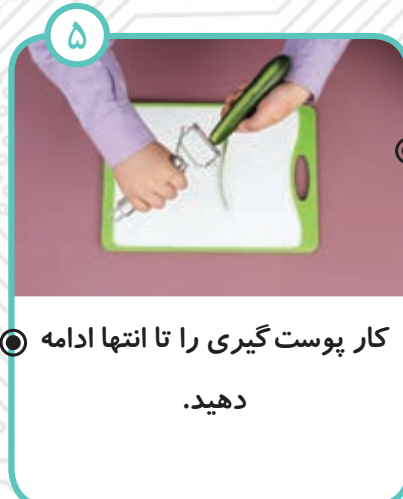 ۵
کار پوست‌گیری را تا انتها ادامه
دهید.